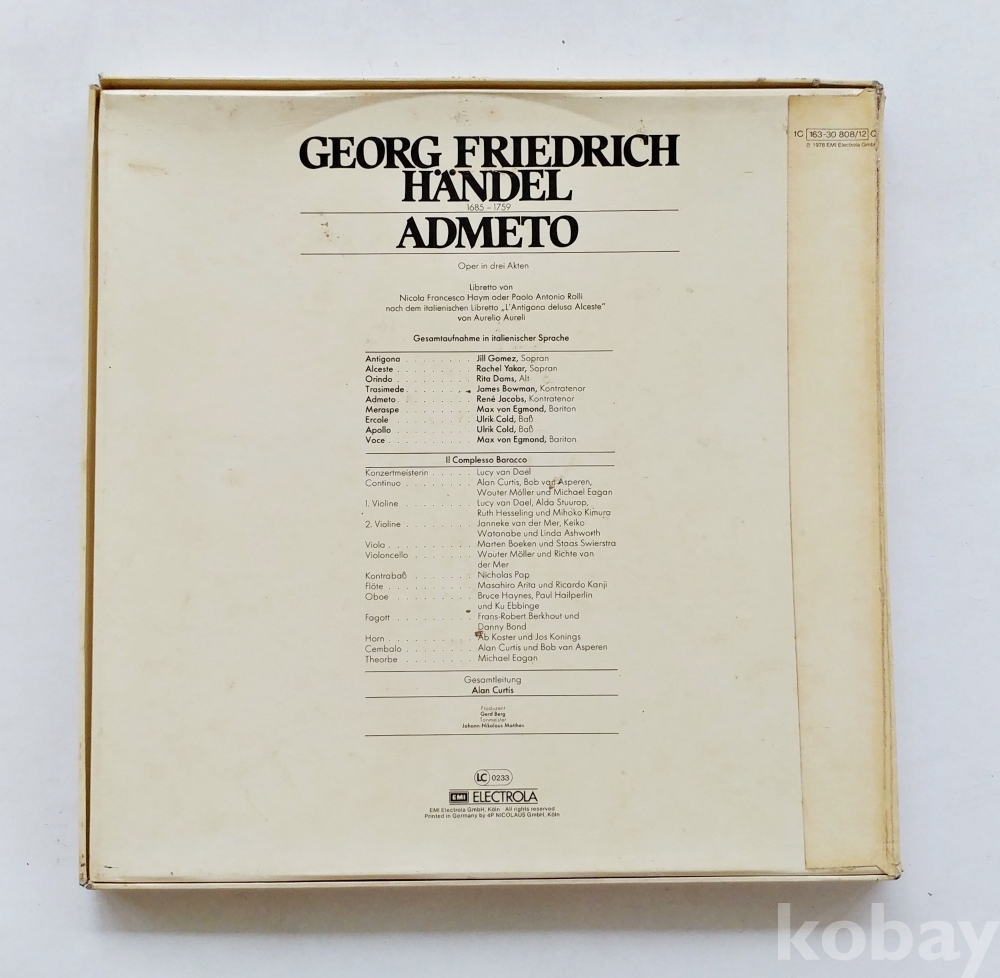 1C 163-30 808/12 Q
℗ 1978 EMI Electrola GmbH
GEORG FRIEDRICH
HÄNDEL
1685 – 1759
ADMETO
Oper in drei Akten
Libretto von
Nicola Francesco Haym oder Paolo Antonio Rolli
nach dem italienischen Libretto „L'Antigona delusa Alceste"
von Aurelio Aureli
Gesamtaufnahme in italienischer Sprache
Antigona . . . . . . . . . Jill Gomez, Sopran
Alceste . . . . . . . . . . Rachel Yakar, Sopran
Orindo . . . . . . . . . . Rita Dams, Alt
Trasimede . . . . . . . . James Bowman, Kontratenor
Admeto . . . . . . . . . . René Jacobs, Kontratenor
Meraspe . . . . . . . . . Max von Egmond, Bariton
Ercole . . . . . . . . . . Ulrik Cold, Baß
Apollo . . . . . . . . . . Ulrik Cold, Baß
Voce . . . . . . . . . . . Max von Egmond, Bariton
Il Complesso Barocco
Konzertmeisterin . . . . . Lucy van Dael
Continuo . . . . . . . . Alan Curtis, Bob van Asperen,
Wouter Möller und Michael Eagan
1. Violine . . . . . . . . Lucy van Dael, Alda Stuurop,
Ruth Hesseling und Mihoko Kimura
2. Violine . . . . . . . . Janneke van der Mer, Keiko
Watanabe und Linda Ashworth
Viola . . . . . . . . . . Marten Boeken und Staas Swierstra
Violoncello . . . . . . . Wouter Möller und Richte van
der Mer
Kontrabaß . . . . . . . Nicholas Pap
Flöte . . . . . . . . . . Masahiro Arita und Ricardo Kanji
Oboe . . . . . . . . . . Bruce Haynes, Paul Hailperlin
und Ku Ebbinge
Fagott . . . . . . . . . Frans-Robert Berkhout und
Danny Bond
Horn . . . . . . . . . . Ab Koster und Jos Konings
Cembalo . . . . . . . . Alan Curtis und Bob van Asperen
Theorbe . . . . . . . . Michael Eagan
Gesamtleitung
Alan Curtis
Produzent
Gerd Berg
Tonmeister
Johann-Nikolaus Matthes
LC 0233
EMI ELECTROLA
EMI Electrola GmbH, Köln · All rights reserved
Printed in Germany by 4P NICOLAUS GmbH, Köln
kobay